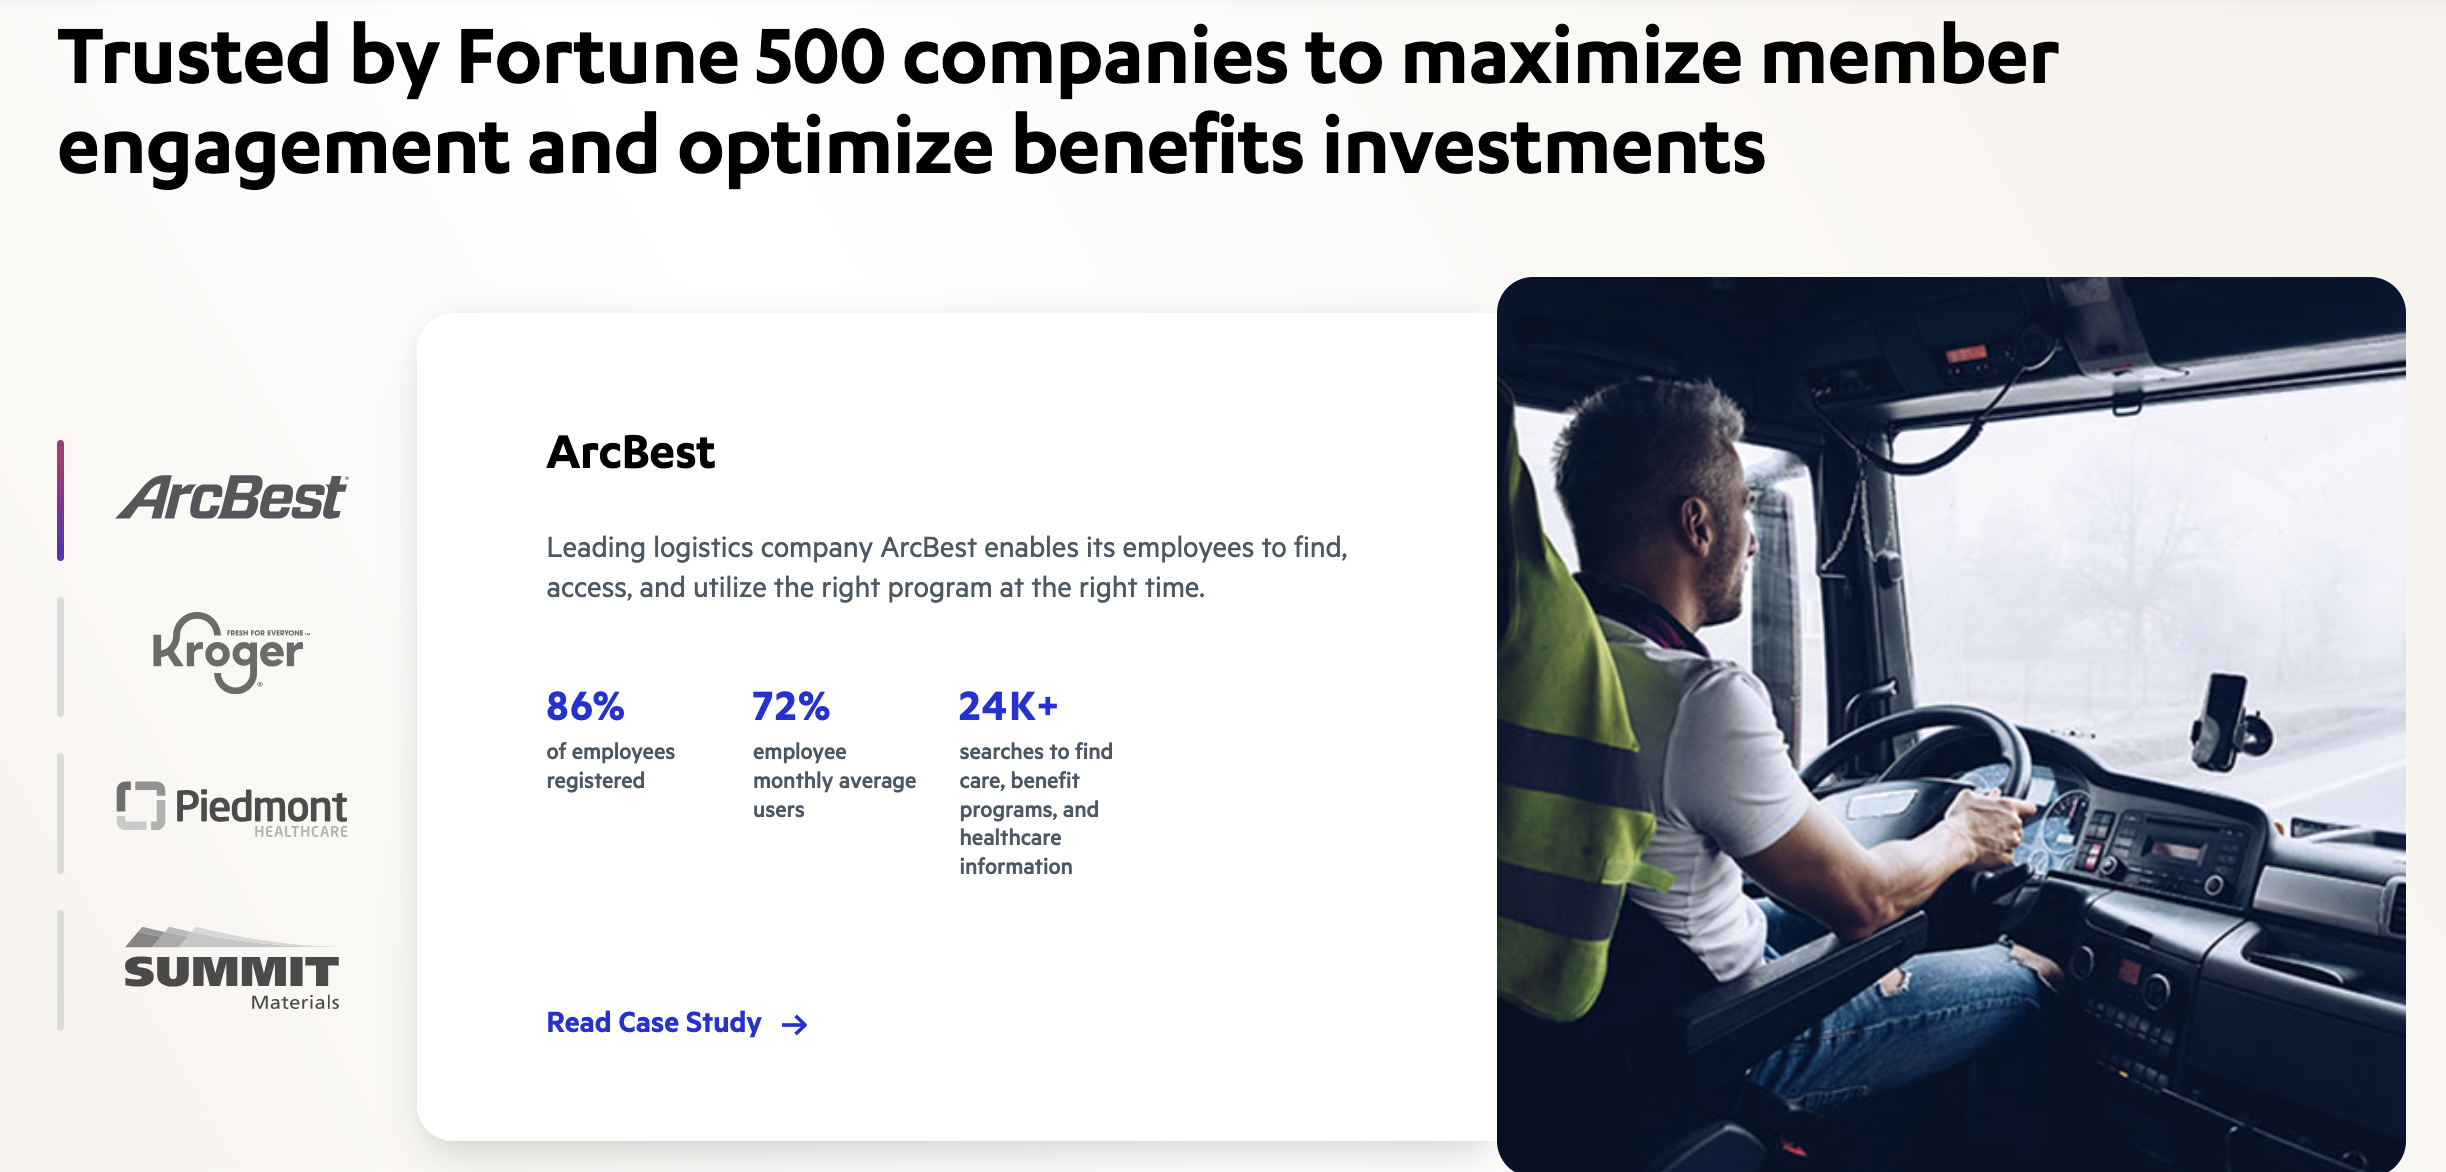 Trusted by Fortune 500 companies to maximize member
engagement and optimize benefits investments
ArcBest
FRESH FOR EVERYONE™
Kroger
®
Piedmont
HEALTHCARE
SUMMIT
Materials
ArcBest
Leading logistics company ArcBest enables its employees to find,
access, and utilize the right program at the right time.
86%
of employees
registered
72%
employee
monthly average
users
24K+
searches to find
care, benefit
programs, and
healthcare
information
Read Case Study →